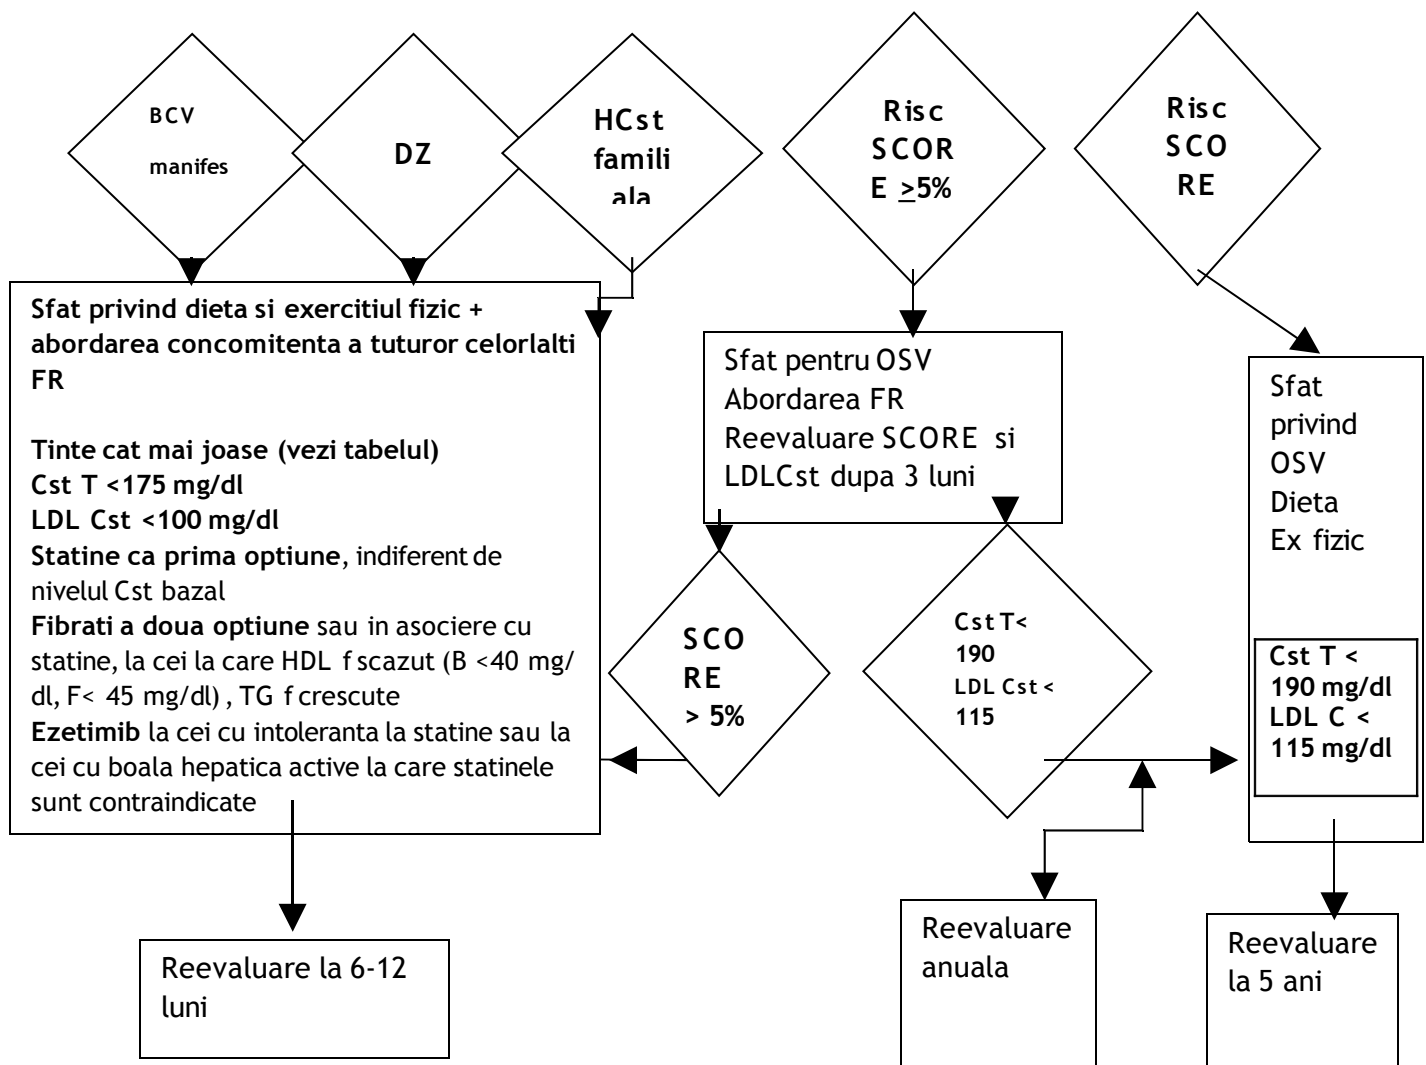 BCV
manifes
DZ
HCst
famili
ala
Risc
SCOR
E ≥5%
Risc
SCO
RE
Sfat privind dieta si exercitiul fizic +
abordarea concomitenta a tuturor celorlalti
FR
Tinte cat mai joase (vezi tabelul)
Cst T <175 mg/dl
LDL Cst <100 mg/dl
Statine ca prima optiune, indiferent de
nivelul Cst bazal
Fibrati a doua optiune sau in asociere cu
statine, la cei la care HDL f scazut (B <40 mg/
dl, F< 45 mg/dl) , TG f crescute
Ezetimib la cei cu intoleranta la statine sau la
cei cu boala hepatica active la care statinele
sunt contraindicate
Sfat pentru OSV
Abordarea FR
Reevaluare SCORE si
LDLCst dupa 3 luni
Sfat
privind
OSV
Dieta
Ex fizic
SCO
RE
> 5%
Cst T<
190
LDL Cst <
115
Cst T <
190 mg/dl
LDL C <
115 mg/dl
Reevaluare la 6-12
luni
Reevaluare
anuala
Reevaluare
la 5 ani